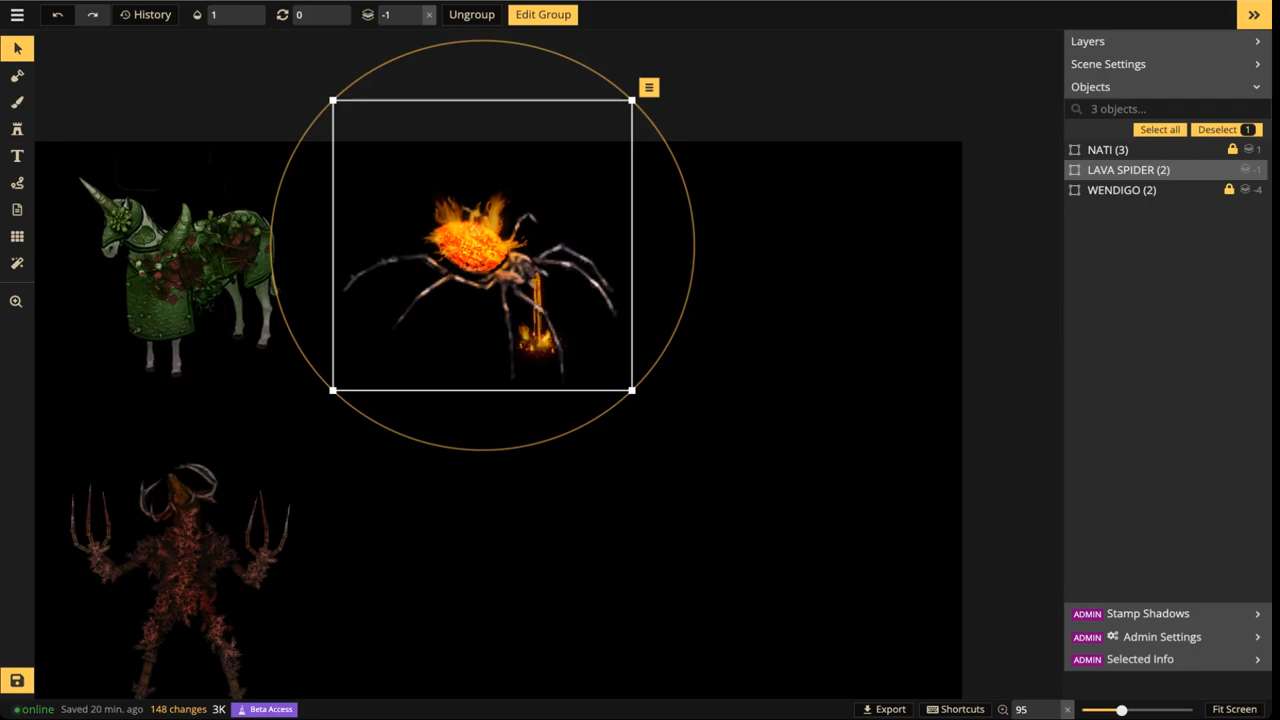 History
1
0
-1
×
Ungroup
Edit Group
Layers
Scene Settings
Objects
3 objects...
Select all
Deselect 1
NATI (3)
1
LAVA SPIDER (2)
-1
WENDIGO (2)
-4
ADMIN Stamp Shadows
ADMIN Admin Settings
ADMIN Selected Info
online
Saved 20 min. ago
148 changes
3K
Beta Access
Export
Shortcuts
95
×
Fit Screen